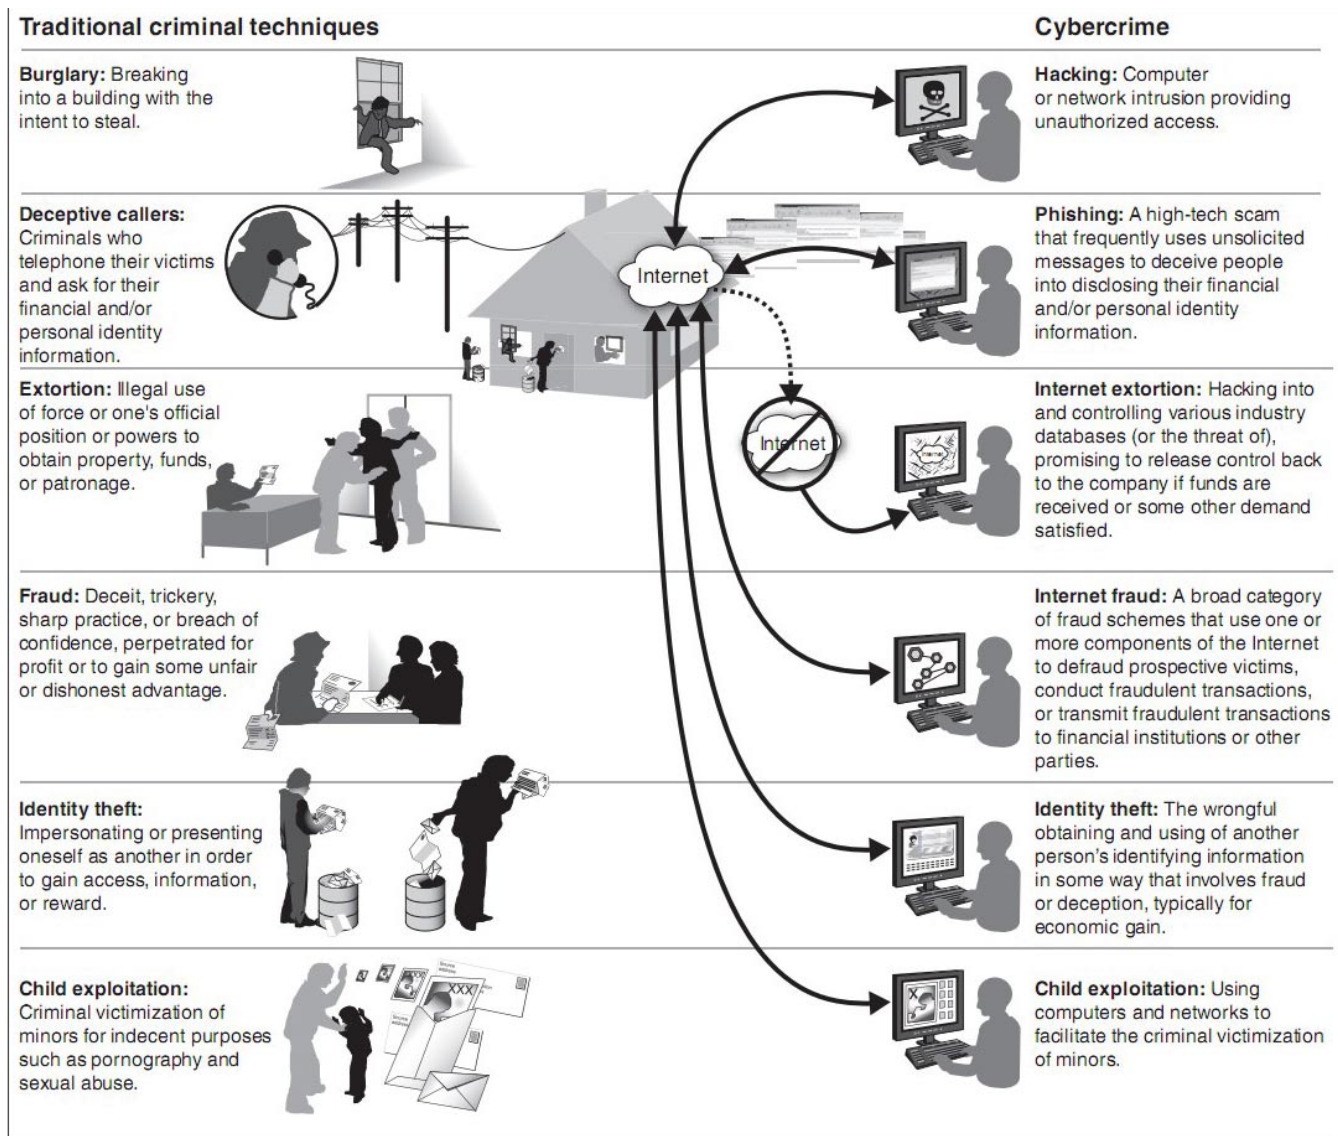 Traditional criminal techniques
Cybercrime
Burglary: Breaking
into a building with the
intent to steal.
Hacking: Computer
or network intrusion providing
unauthorized access.
Deceptive callers:
Criminals who
telephone their victims
and ask for their
financial and/or
personal identity
information.
Internet
Phishing: A high-tech scam
that frequently uses unsolicited
messages to deceive people
into disclosing their financial
and/or personal identity
information.
Extortion: Illegal use
of force or one's official
position or powers to
obtain property, funds,
or patronage.
Internet
Internet
Internet extortion: Hacking into
and controlling various industry
databases (or the threat of),
promising to release control back
to the company if funds are
received or some other demand
satisfied.
Fraud: Deceit, trickery,
sharp practice, or breach of
confidence, perpetrated for
profit or to gain some unfair
or dishonest advantage.
Internet fraud: A broad category
of fraud schemes that use one or
more components of the Internet
to defraud prospective victims,
conduct fraudulent transactions,
or transmit fraudulent transactions
to financial institutions or other
parties.
Identity theft:
Impersonating or presenting
oneself as another in order
to gain access, information,
or reward.
Identity theft: The wrongful
obtaining and using of another
person's identifying information
in some way that involves fraud
or deception, typically for
economic gain.
Child exploitation:
Criminal victimization of
minors for indecent purposes
such as pornography and
sexual abuse.
XXX
X
Child exploitation: Using
computers and networks to
facilitate the criminal victimization
of minors.